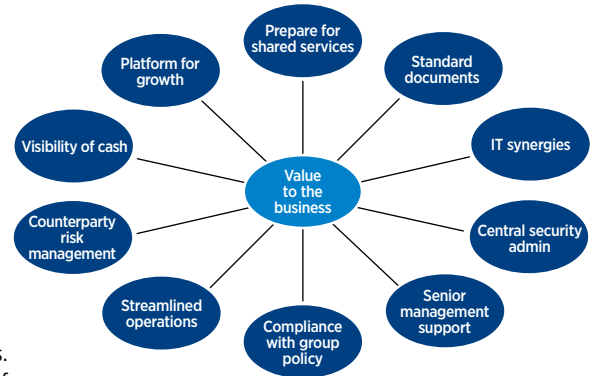 Prepare for
shared services
Standard
documents
IT synergies
Central security
admin
Senior
management
support
Compliance
with group
policy
Streamlined
operations
Counterparty
risk
management
Visibility of cash
Platform for
growth
Value
to the
business
s.